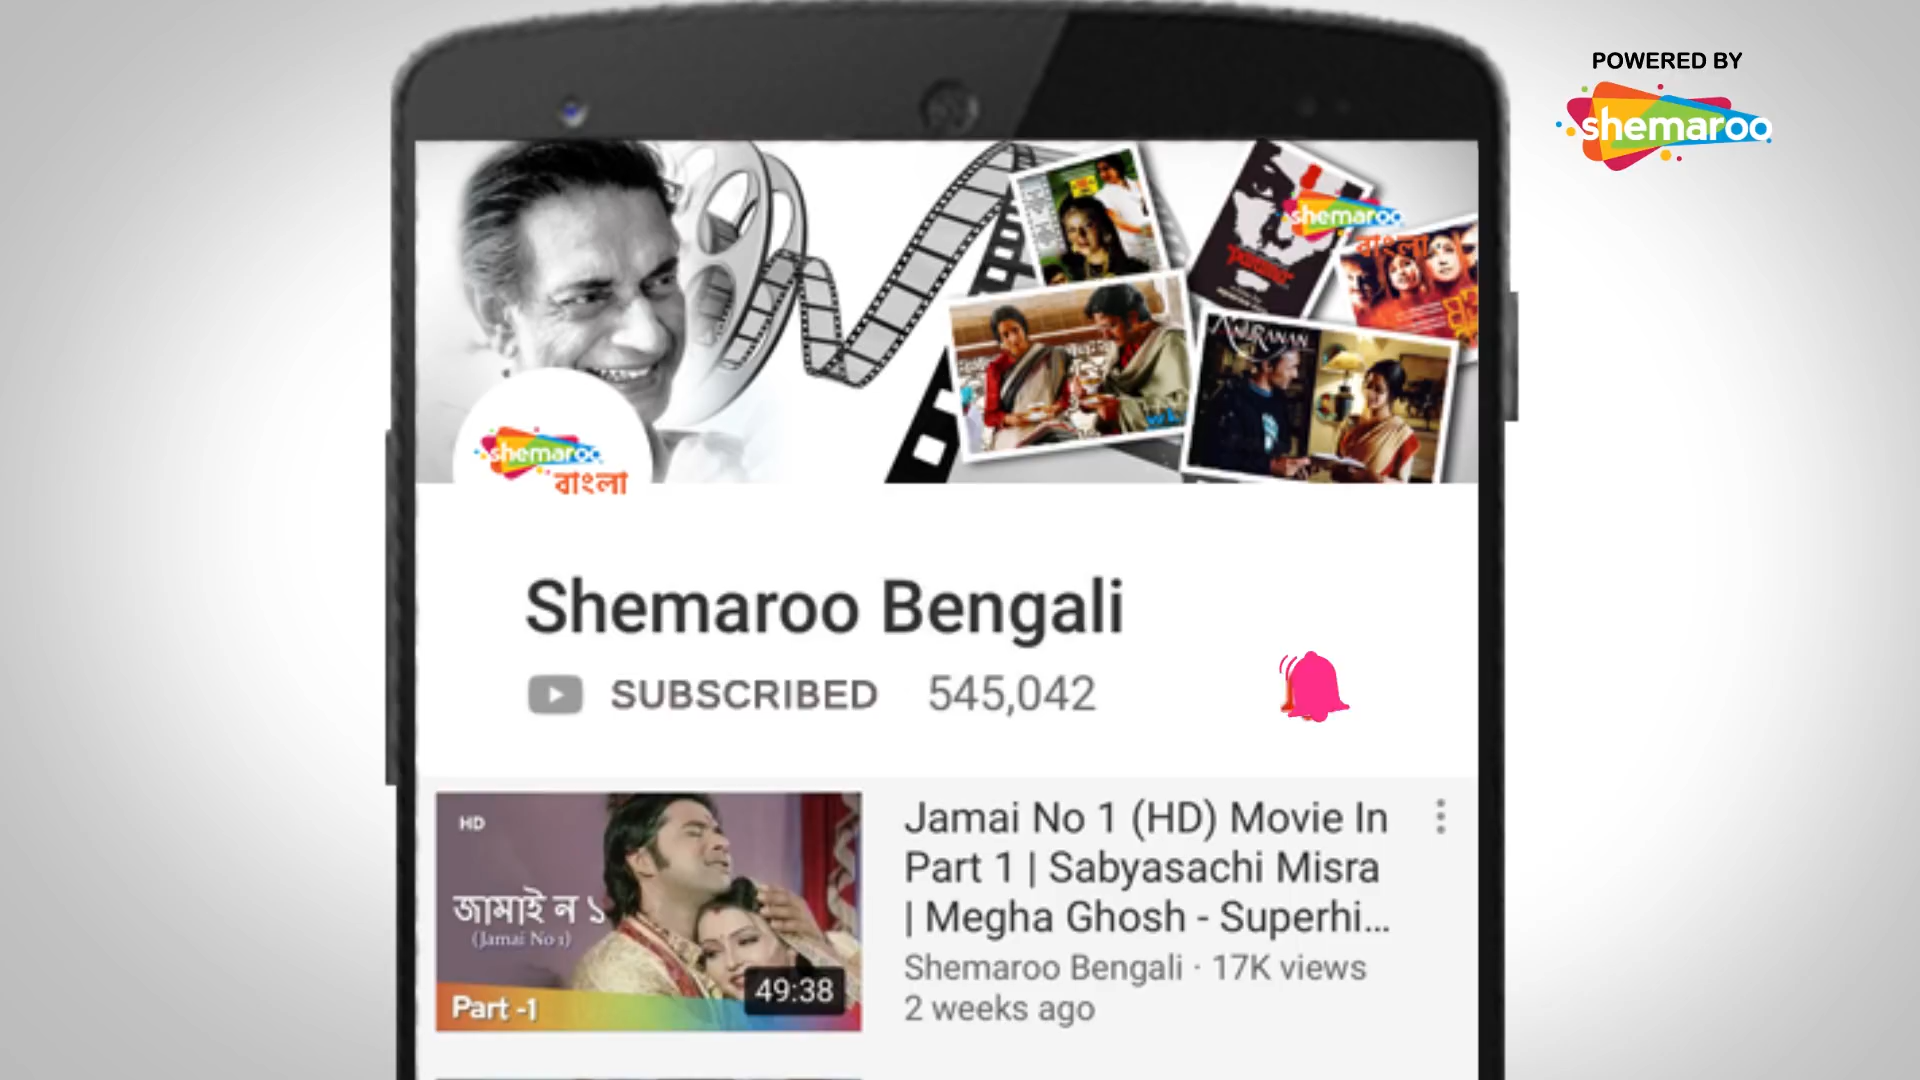 POWERED BY
shemaroo
shemaroo
বাংলা
ANURANAN
shemaroo
বাংলা
Shemaroo Bengali
SUBSCRIBED 545,042
HD
জামাই ন ১
(Jamai No 1)
Part -1
49:38
Jamai No 1 (HD) Movie In
Part 1 | Sabyasachi Misra
| Megha Ghosh - Superhi...
Shemaroo Bengali · 17K views
2 weeks ago